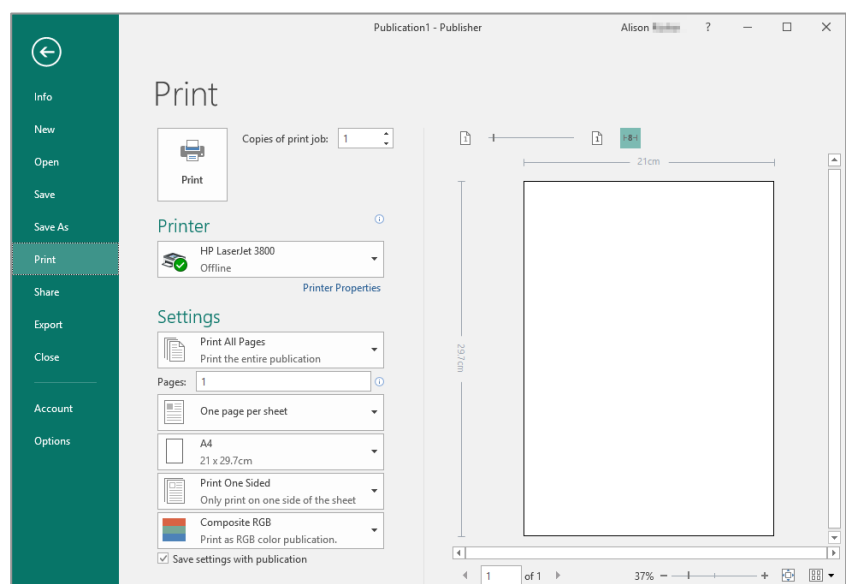 Publication1 - Publisher
Alison
?
Info
New
Open
Save
Save As
Print
Share
Export
Close
Account
Options
Print
Print
Copies of print job: 1
Printer
HP LaserJet 3800
Offline
Printer Properties
Settings
Print All Pages
Print the entire publication
Pages: 1
One page per sheet
A4
21 x 29.7cm
Print One Sided
Only print on one side of the sheet
Composite RGB
Print as RGB color publication.
Save settings with publication
1
1
21cm
29.7cm
1 of 1
37%